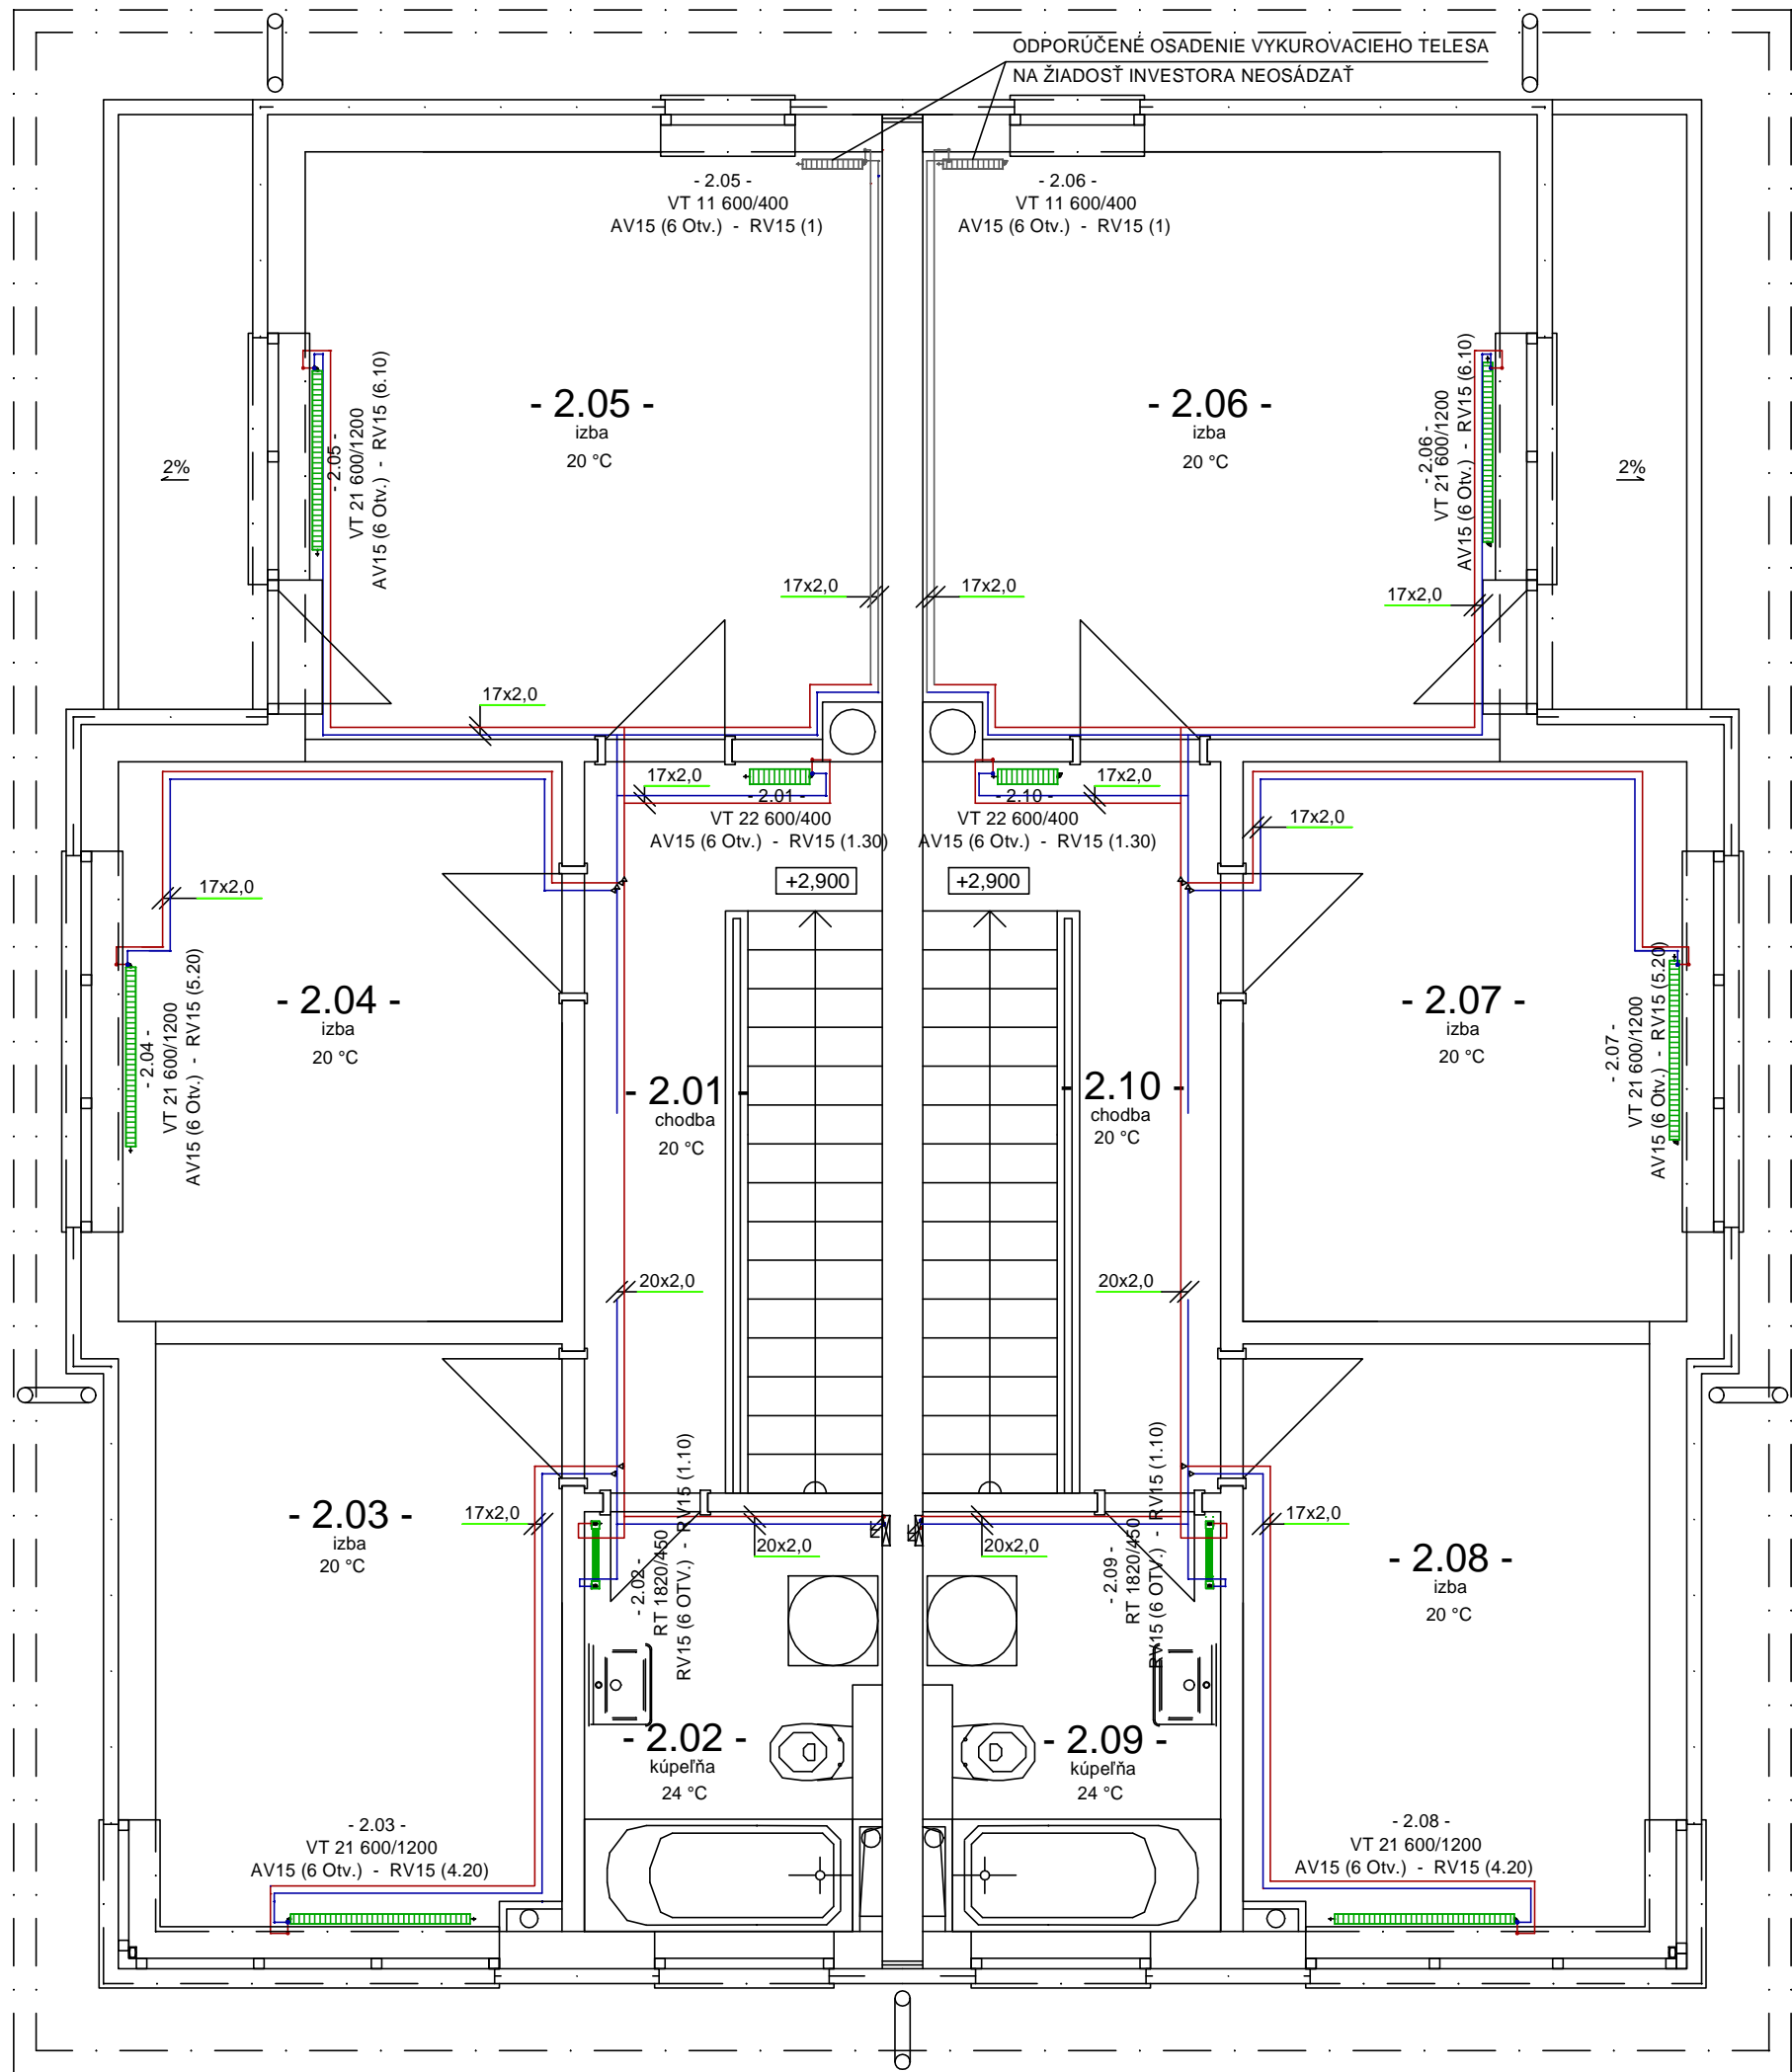 ODPORÚČENÉ OSADENIE VYKUROVACIEHO TELESA
NA ŽIADOSŤ INVESTORA NEOSÁDZAŤ
- 2.05 -
VT 11 600/400
AV15 (6 Otv.) - RV15 (1)
- 2.06 -
VT 11 600/400
AV15 (6 Otv.) - RV15 (1)
- 2.05 -
izba
20 °C
- 2.06 -
izba
20 °C
- 2.05 -
VT 21 600/1200
AV15 (6 Otv.) - RV15 (6.10)
- 2.06 -
VT 21 600/1200
AV15 (6 Otv.) - RV15 (6.10)
2%
2%
17x2,0
17x2,0
17x2,0
17x2,0
17x2,0
17x2,0
- 2.01 -
VT 22 600/400
AV15 (6 Otv.) - RV15 (1.30)
- 2.10 -
VT 22 600/400
AV15 (6 Otv.) - RV15 (1.30)
17x2,0
17x2,0
+2,900
+2,900
- 2.04 -
izba
20 °C
- 2.04 -
VT 21 600/1200
AV15 (6 Otv.) - RV15 (5.20)
- 2.07 -
izba
20 °C
- 2.07 -
VT 21 600/1200
AV15 (6 Otv.) - RV15 (5.20)
- 2.01 -
chodba
20 °C
- 2.10 -
chodba
20 °C
20x2,0
20x2,0
- 2.03 -
izba
20 °C
17x2,0
17x2,0
20x2,0
20x2,0
- 2.02 -
RT 1820/450
RV15 (6 OTV.) - RV15 (1.10)
- 2.09 -
RT 1820/450
RV15 (6 OTV.) - RV15 (1.10)
- 2.08 -
izba
20 °C
- 2.02 -
kúpeľňa
24 °C
- 2.09 -
kúpeľňa
24 °C
- 2.03 -
VT 21 600/1200
AV15 (6 Otv.) - RV15 (4.20)
- 2.08 -
VT 21 600/1200
AV15 (6 Otv.) - RV15 (4.20)